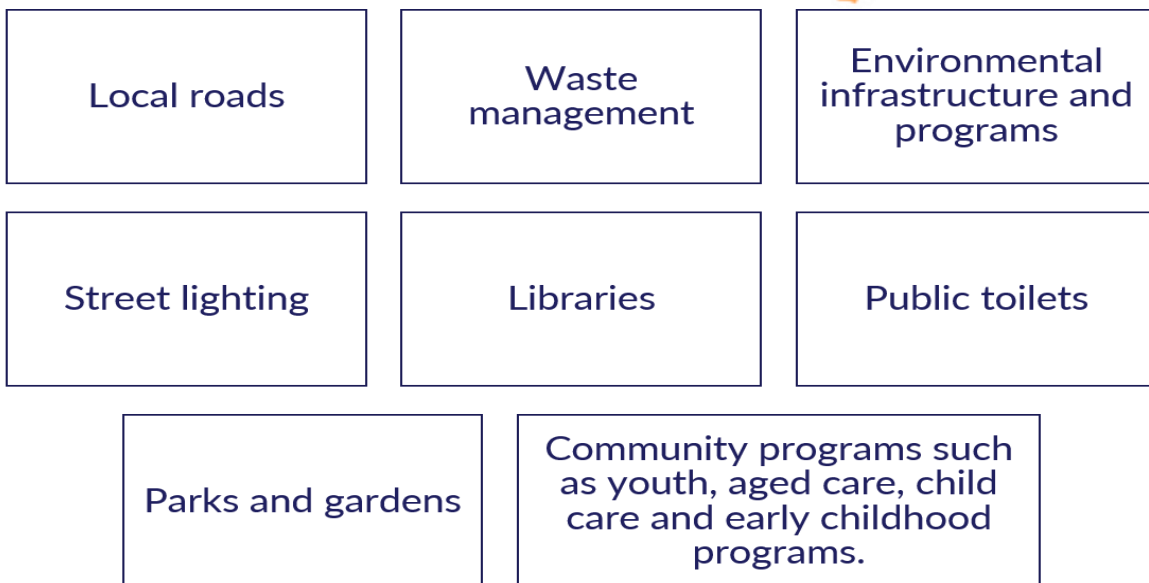 Local roads
Waste
management
Environmental
infrastructure and
programs
Street lighting
Libraries
Public toilets
Parks and gardens
Community programs such
as youth, aged care, child
care and early childhood
programs.